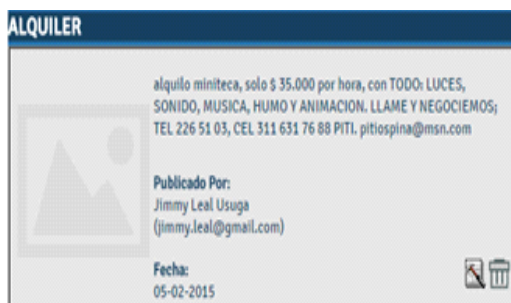 ALQUILER
alquilo miniteca, solo $ 35.000 por hora, con TODO: LUCES,
SONIDO, MUSICA, HUMO Y ANIMACION. LLAME Y NEGOCIEMOS;
TEL 226 51 03, CEL 311 631 76 88 PITI. pitiospina@msn.com
Publicado Por:
Jimmy Leal Usuga
(jimmy.leal@gmail.com)
Fecha:
05-02-2015